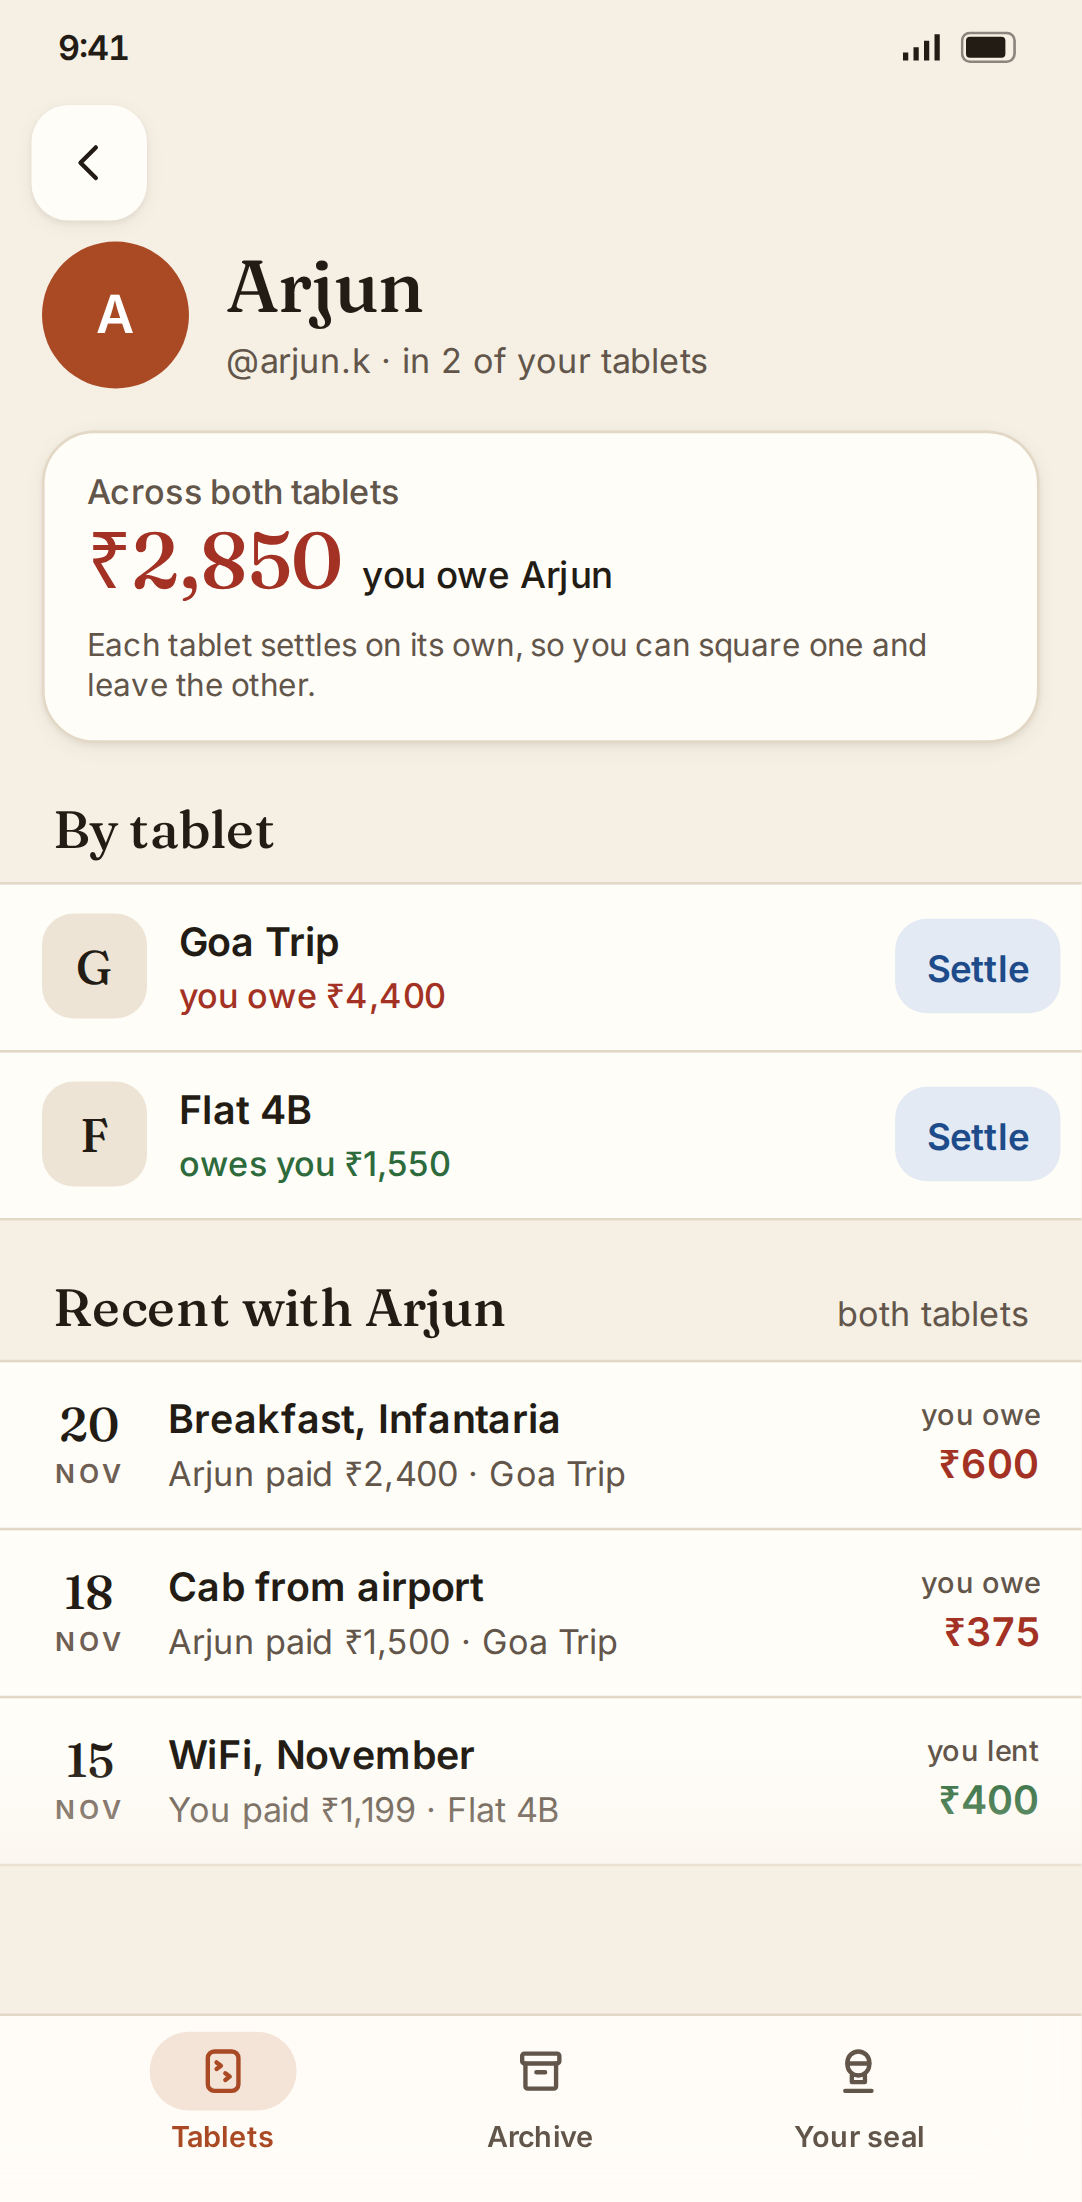 9:41
A
Arjun
@arjun.k · in 2 of your tablets
Across both tablets
₹2,850 you owe Arjun
Each tablet settles on its own, so you can square one and
leave the other.
By tablet
G
Goa Trip
you owe ₹4,400
Settle
F
Flat 4B
owes you ₹1,550
Settle
Recent with Arjun
both tablets
20
NOV
Breakfast, Infantaria
Arjun paid ₹2,400 · Goa Trip
you owe
₹600
18
NOV
Cab from airport
Arjun paid ₹1,500 · Goa Trip
you owe
₹375
15
NOV
WiFi, November
You paid ₹1,199 · Flat 4B
you lent
₹400
Tablets
Archive
Your seal